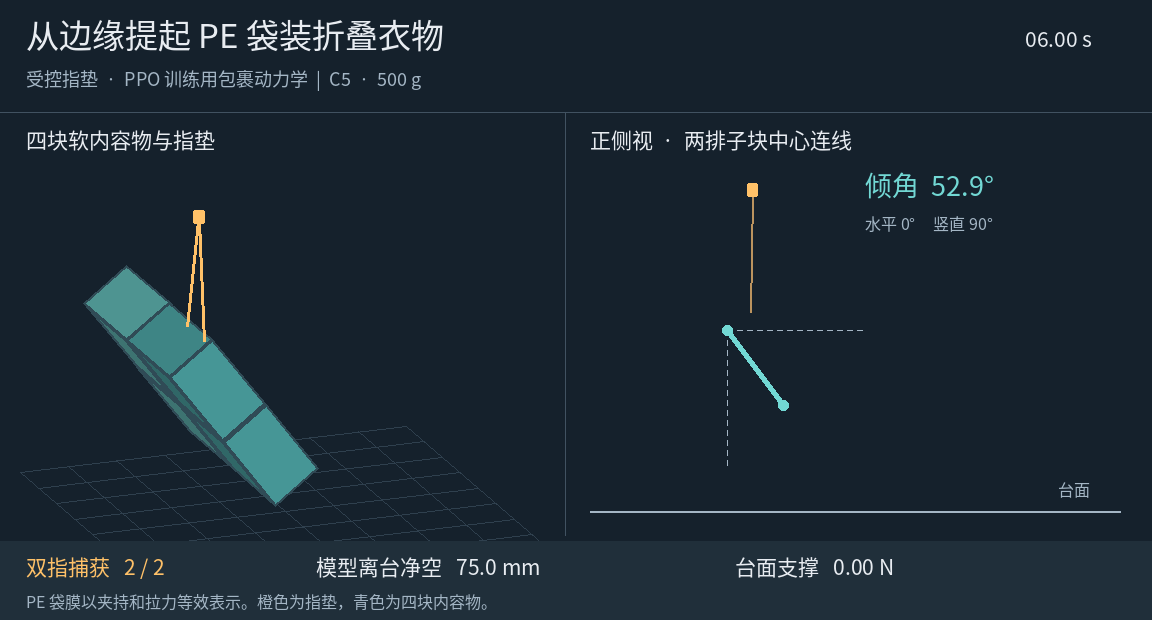 从边缘提起 PE 袋装折叠衣物
06.00 s
受控指垫 · PPO 训练用包裹动力学 | C5 · 500 g
四块软内容物与指垫
正侧视 · 两排子块中心连线
倾角 52.9°
水平 0° 竖直 90°
台面
双指捕获 2 / 2
模型离台净空 75.0 mm
台面支撑 0.00 N
PE 袋膜以夹持和拉力等效表示。橙色为指垫，青色为四块内容物。